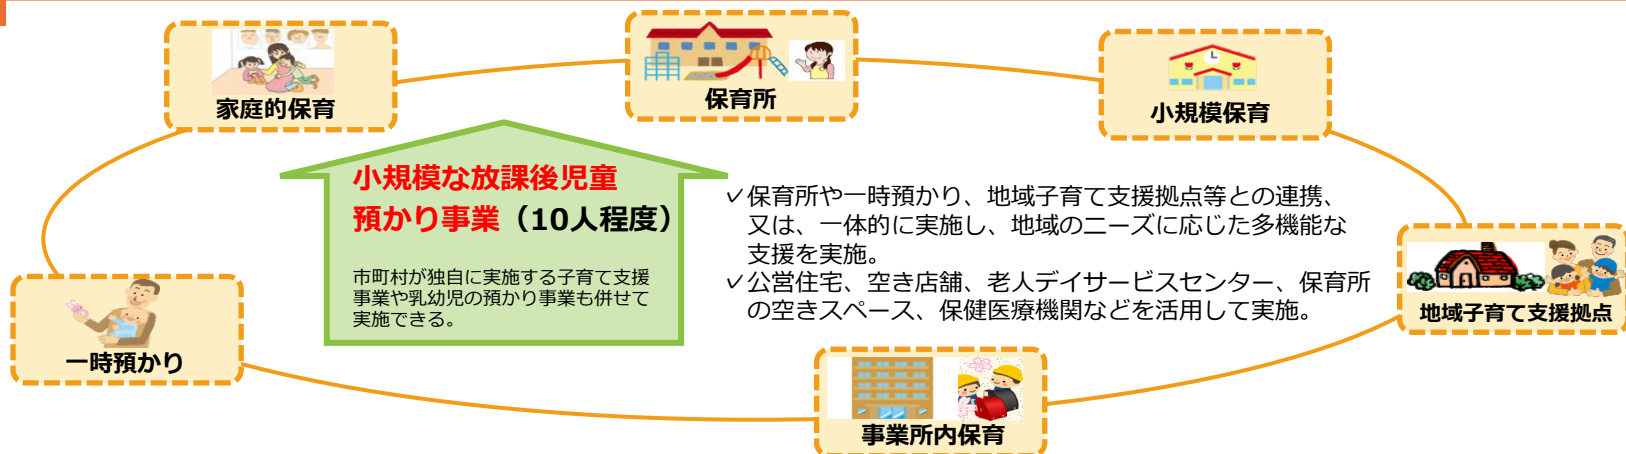 家庭的保育
保育所
小規模保育
小規模な放課後児童
預かり事業（10人程度）
市町村が独自に実施する子育て支援
事業や乳幼児の預かり事業も併せて
実施できる。
✓保育所や一時預かり、地域子育て支援拠点等との連携、
又は、一体的に実施し、地域のニーズに応じた多機能な
支援を実施。
✓公営住宅、空き店舗、老人デイサービスセンター、保育所
の空きスペース、保健医療機関などを活用して実施。
地域子育て支援拠点
一時預かり
事業所内保育